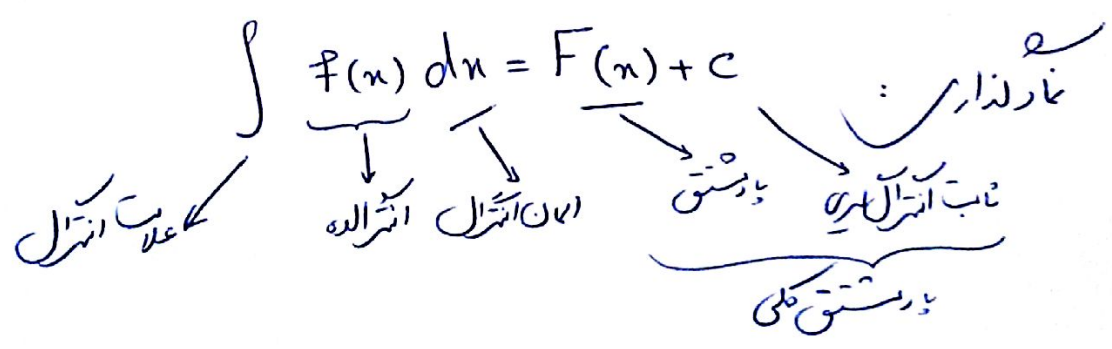 نمادگذاری :
∫ f(x) dx = F(x) + c
علامت انتگرال
انتگرالده
المان انتگرال
پادمشتق
ثابت انتگرال گیری
پادمشتق کلی